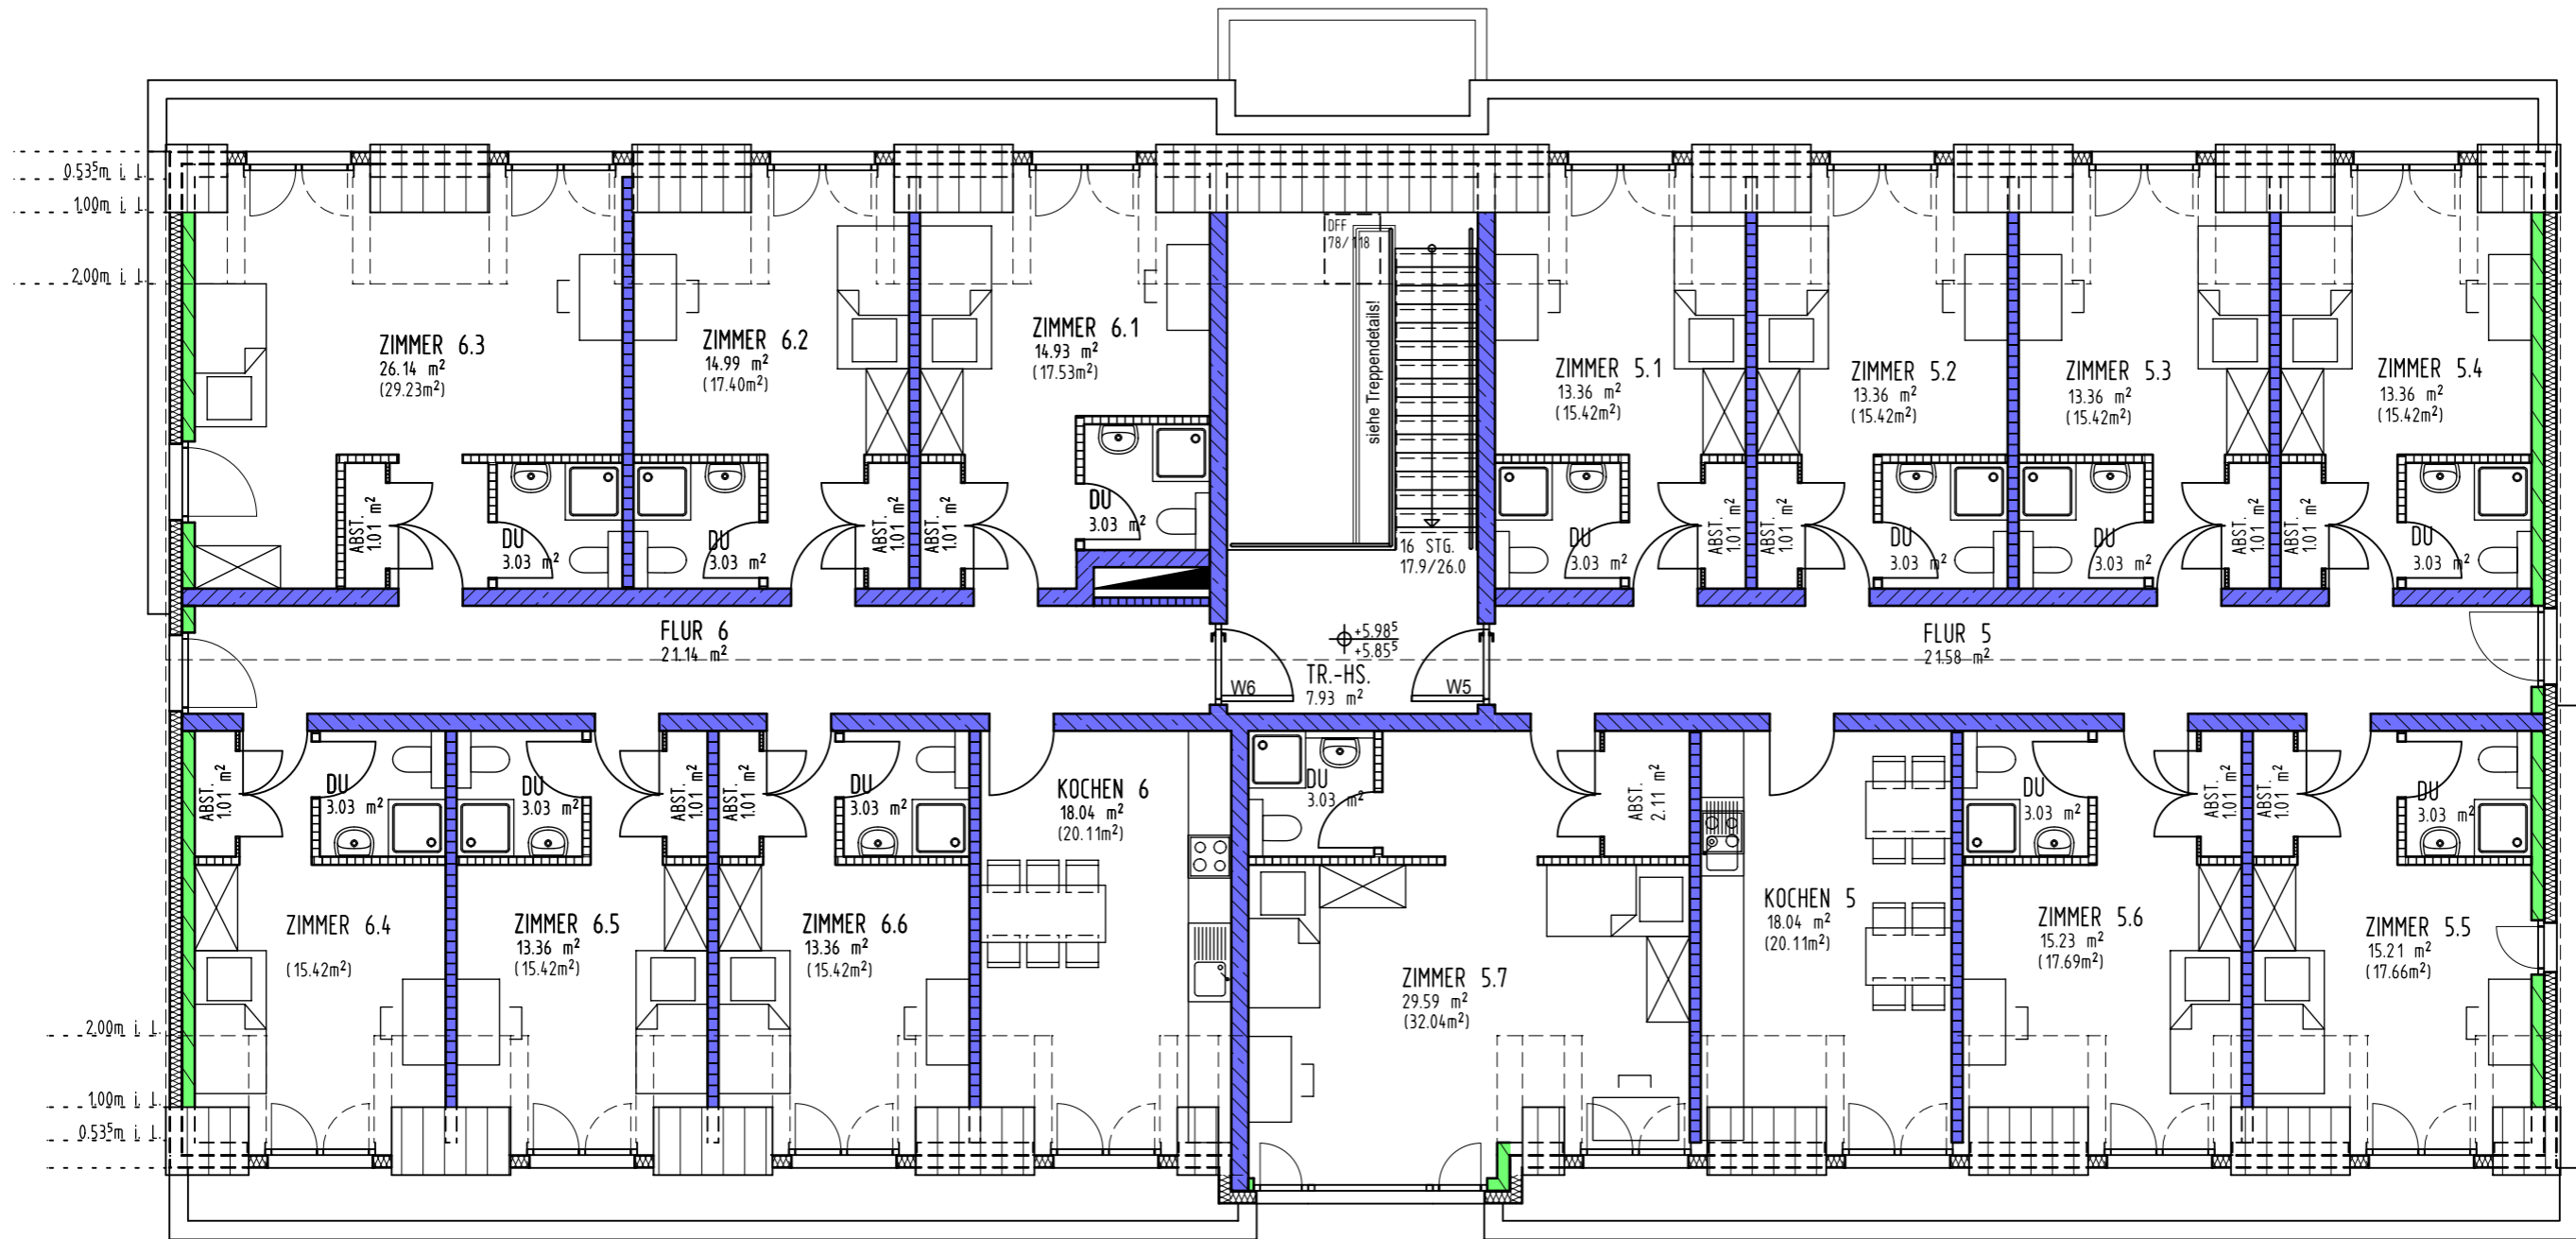 0.53⁵m i. L.
1.00m i. L.
2.00m i. L.
DFF
78/118
siehe Treppendetails!
ZIMMER 6.3
26.14 m²
(29.23m²)
ZIMMER 6.2
14.99 m²
(17.40m²)
ZIMMER 6.1
14.93 m²
(17.53m²)
ZIMMER 5.1
13.36 m²
(15.42m²)
ZIMMER 5.2
13.36 m²
(15.42m²)
ZIMMER 5.3
13.36 m²
(15.42m²)
ZIMMER 5.4
13.36 m²
(15.42m²)
ABST.
1.01 m²
DU
3.03 m²
DU
3.03 m²
ABST.
1.01 m²
ABST.
1.01 m²
DU
3.03 m²
16 STG.
17.9/26.0
DU
3.03 m²
ABST.
1.01 m²
ABST.
1.01 m²
DU
3.03 m²
DU
3.03 m²
ABST.
1.01 m²
ABST.
1.01 m²
DU
3.03 m²
FLUR 6
21.14 m²
+5.98⁵
+5.85⁵
TR.-HS.
7.93 m²
W6
W5
FLUR 5
21.58 m²
ABST.
1.01 m²
DU
3.03 m²
DU
3.03 m²
ABST.
1.01 m²
ABST.
1.01 m²
DU
3.03 m²
KOCHEN 6
18.04 m²
(20.11m²)
DU
3.03 m²
ABST.
2.11 m²
DU
3.03 m²
ABST.
1.01 m²
ABST.
1.01 m²
DU
3.03 m²
ZIMMER 6.4
(15.42m²)
ZIMMER 6.5
13.36 m²
(15.42m²)
ZIMMER 6.6
13.36 m²
(15.42m²)
ZIMMER 5.7
29.59 m²
(32.04m²)
KOCHEN 5
18.04 m²
(20.11m²)
ZIMMER 5.6
15.23 m²
(17.69m²)
ZIMMER 5.5
15.21 m²
(17.66m²)
2.00m i. L.
1.00m i. L.
0.53⁵m i. L.